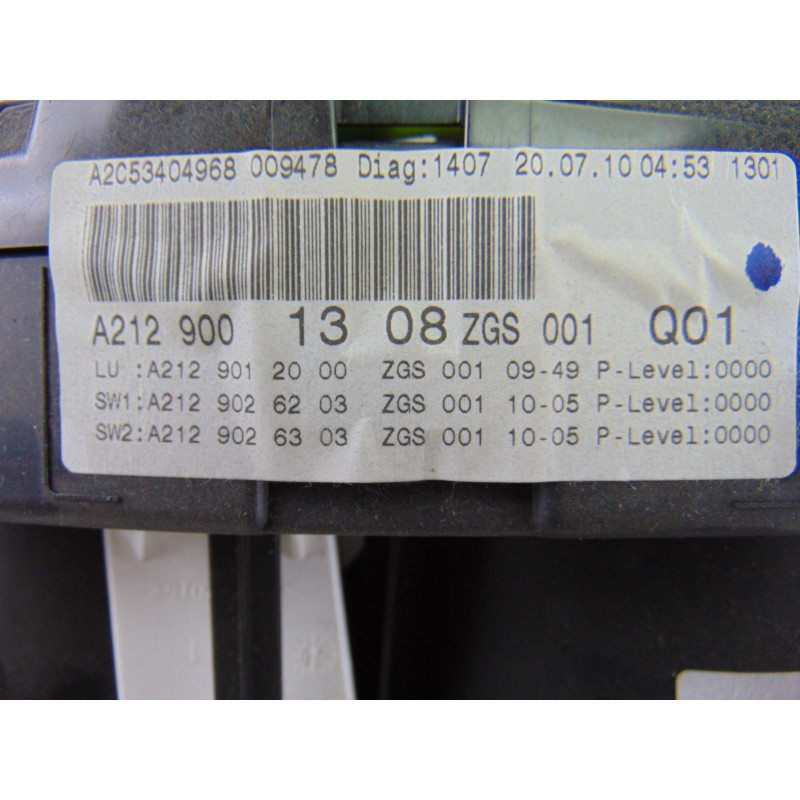 A2C53404968 009478 Diag:1407 20.07.10 04:53 1301
A212 900 13 08 ZGS 001 Q01
LU :A212 901 20 00 ZGS 001 09-49 P-Level:0000
SW1:A212 902 62 03 ZGS 001 10-05 P-Level:0000
SW2:A212 902 63 03 ZGS 001 10-05 P-Level:0000